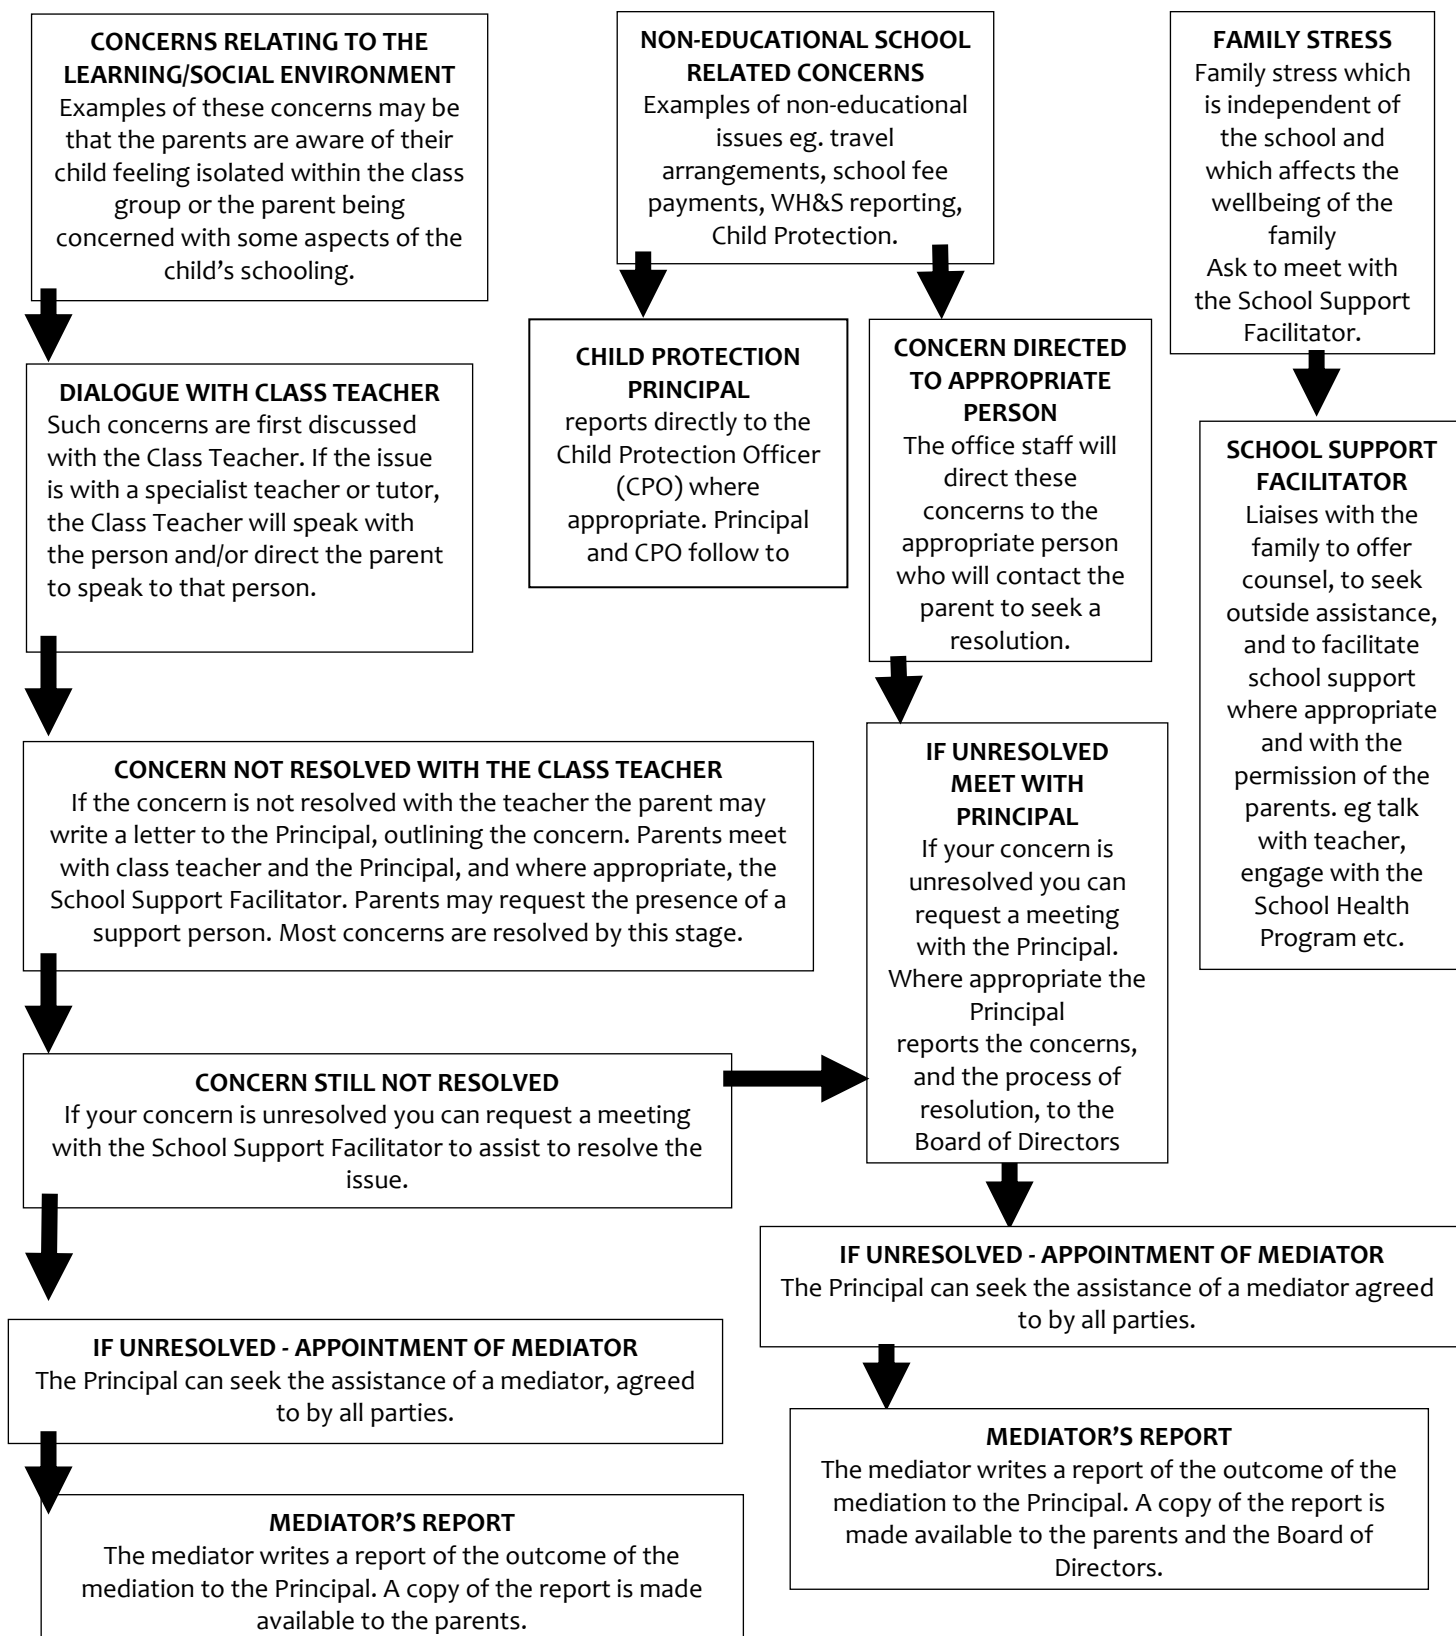 CONCERNS RELATING TO THE
LEARNING/SOCIAL ENVIRONMENT
Examples of these concerns may be
that the parents are aware of their
child feeling isolated within the class
group or the parent being
concerned with some aspects of the
child’s schooling.
DIALOGUE WITH CLASS TEACHER
Such concerns are first discussed
with the Class Teacher. If the issue
is with a specialist teacher or tutor,
the Class Teacher will speak with
the person and/or direct the parent
to speak to that person.
CONCERN NOT RESOLVED WITH THE CLASS TEACHER
If the concern is not resolved with the teacher the parent may
write a letter to the Principal, outlining the concern. Parents meet
with class teacher and the Principal, and where appropriate, the
School Support Facilitator. Parents may request the presence of a
support person. Most concerns are resolved by this stage.
CONCERN STILL NOT RESOLVED
If your concern is unresolved you can request a meeting
with the School Support Facilitator to assist to resolve the
issue.
IF UNRESOLVED - APPOINTMENT OF MEDIATOR
The Principal can seek the assistance of a mediator, agreed
to by all parties.
MEDIATOR’S REPORT
The mediator writes a report of the outcome of the
mediation to the Principal. A copy of the report is made
available to the parents.
NON-EDUCATIONAL SCHOOL
RELATED CONCERNS
Examples of non-educational
issues eg. travel
arrangements, school fee
payments, WH&S reporting,
Child Protection.
CHILD PROTECTION
PRINCIPAL
reports directly to the
Child Protection Officer
(CPO) where
appropriate. Principal
and CPO follow to
CONCERN DIRECTED
TO APPROPRIATE
PERSON
The office staff will
direct these
concerns to the
appropriate person
who will contact the
parent to seek a
resolution.
IF UNRESOLVED
MEET WITH
PRINCIPAL
If your concern is
unresolved you can
request a meeting
with the Principal.
Where appropriate the
Principal
reports the concerns,
and the process of
resolution, to the
Board of Directors
IF UNRESOLVED - APPOINTMENT OF MEDIATOR
The Principal can seek the assistance of a mediator agreed
to by all parties.
MEDIATOR’S REPORT
The mediator writes a report of the outcome of the
mediation to the Principal. A copy of the report is
made available to the parents and the Board of
Directors.
FAMILY STRESS
Family stress which
is independent of
the school and
which affects the
wellbeing of the
family
Ask to meet with
the School Support
Facilitator.
SCHOOL SUPPORT
FACILITATOR
Liaises with the
family to offer
counsel, to seek
outside assistance,
and to facilitate
school support
where appropriate
and with the
permission of the
parents. eg talk
with teacher,
engage with the
School Health
Program etc.